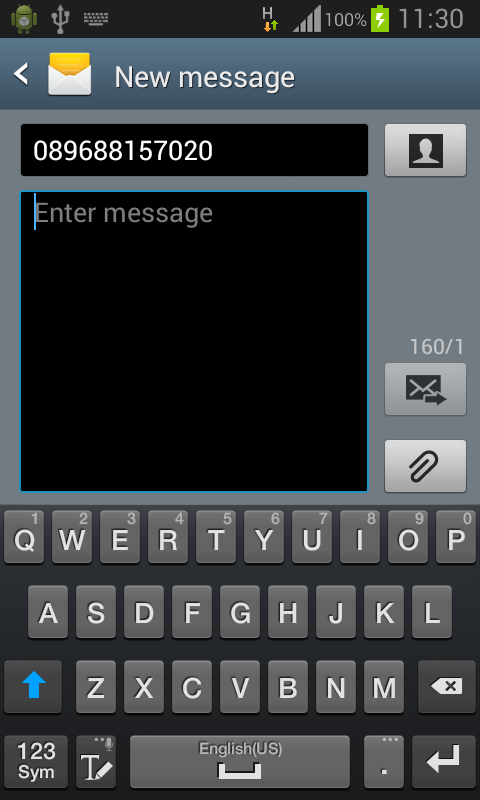 H 100% 11:30
New message
089688157020
Enter message
160/1
1 2 3 4 5 6 7 8 9 0
Q W E R T Y U I O P
A S D F G H J K L
Z X C V B N M
123
Sym
T
English(US)
.